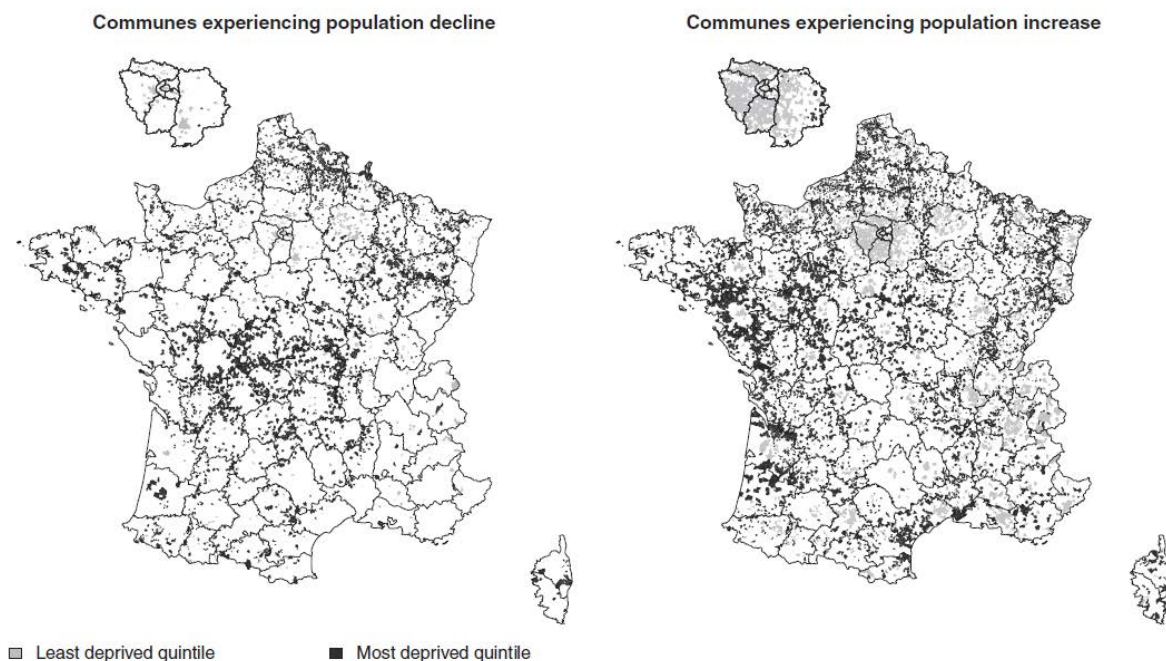 Communes experiencing population decline
Communes experiencing population increase
Least deprived quintile
Most deprived quintile